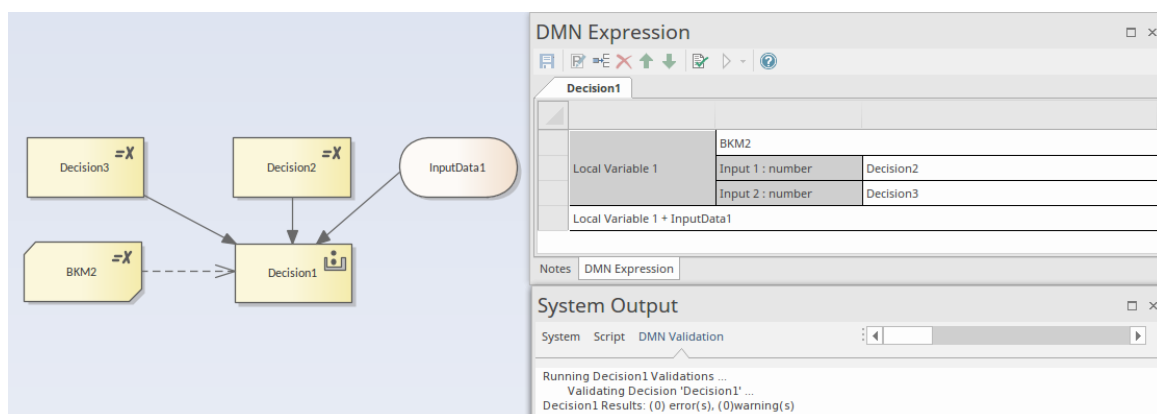 Decision3
=X
Decision2
=X
InputData1
BKM2
=X
Decision1
DMN Expression
Decision1
BKM2
Local Variable 1
Input 1 : number
Decision2
Input 2 : number
Decision3
Local Variable 1 + InputData1
Notes
DMN Expression
System Output
System
Script
DMN Validation
Running Decision1 Validations ...
Validating Decision 'Decision1' ...
Decision1 Results: (0) error(s), (0)warning(s)